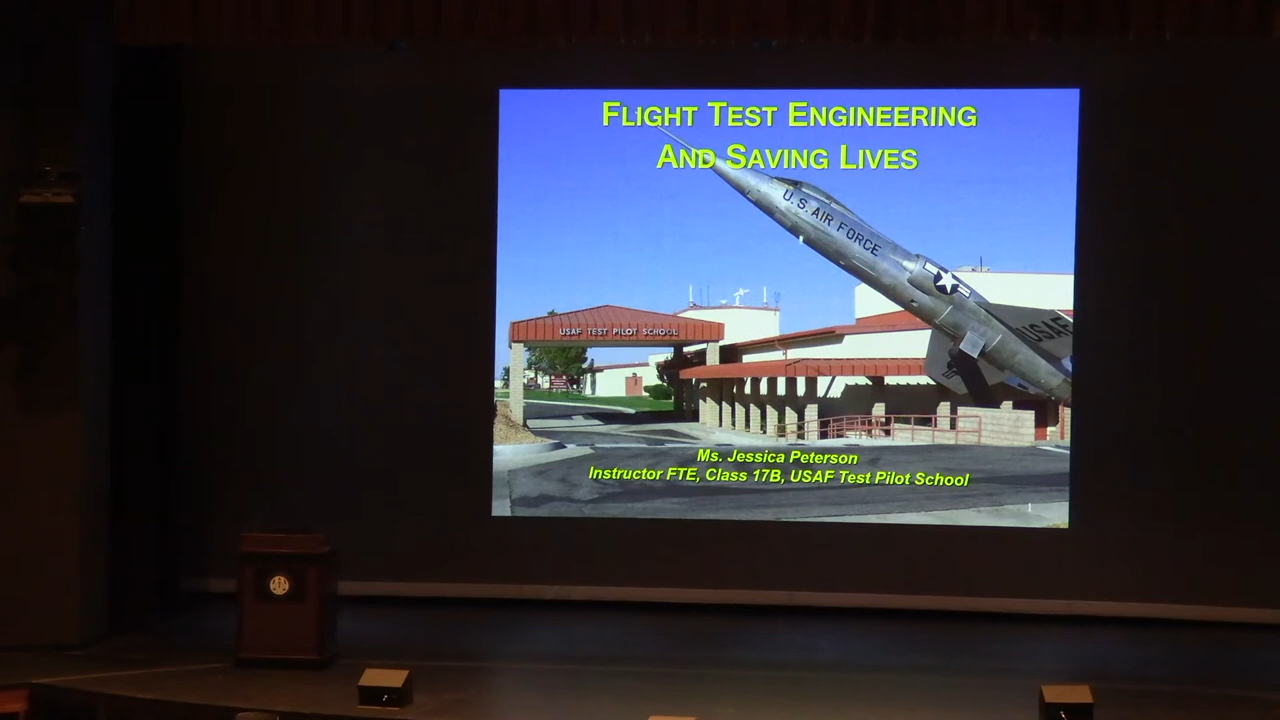 FLIGHT TEST ENGINEERING
AND SAVING LIVES
U.S. AIR FORCE
USAF
USAF TEST PILOT SCHOOL
Ms. Jessica Peterson
Instructor FTE, Class 17B, USAF Test Pilot School